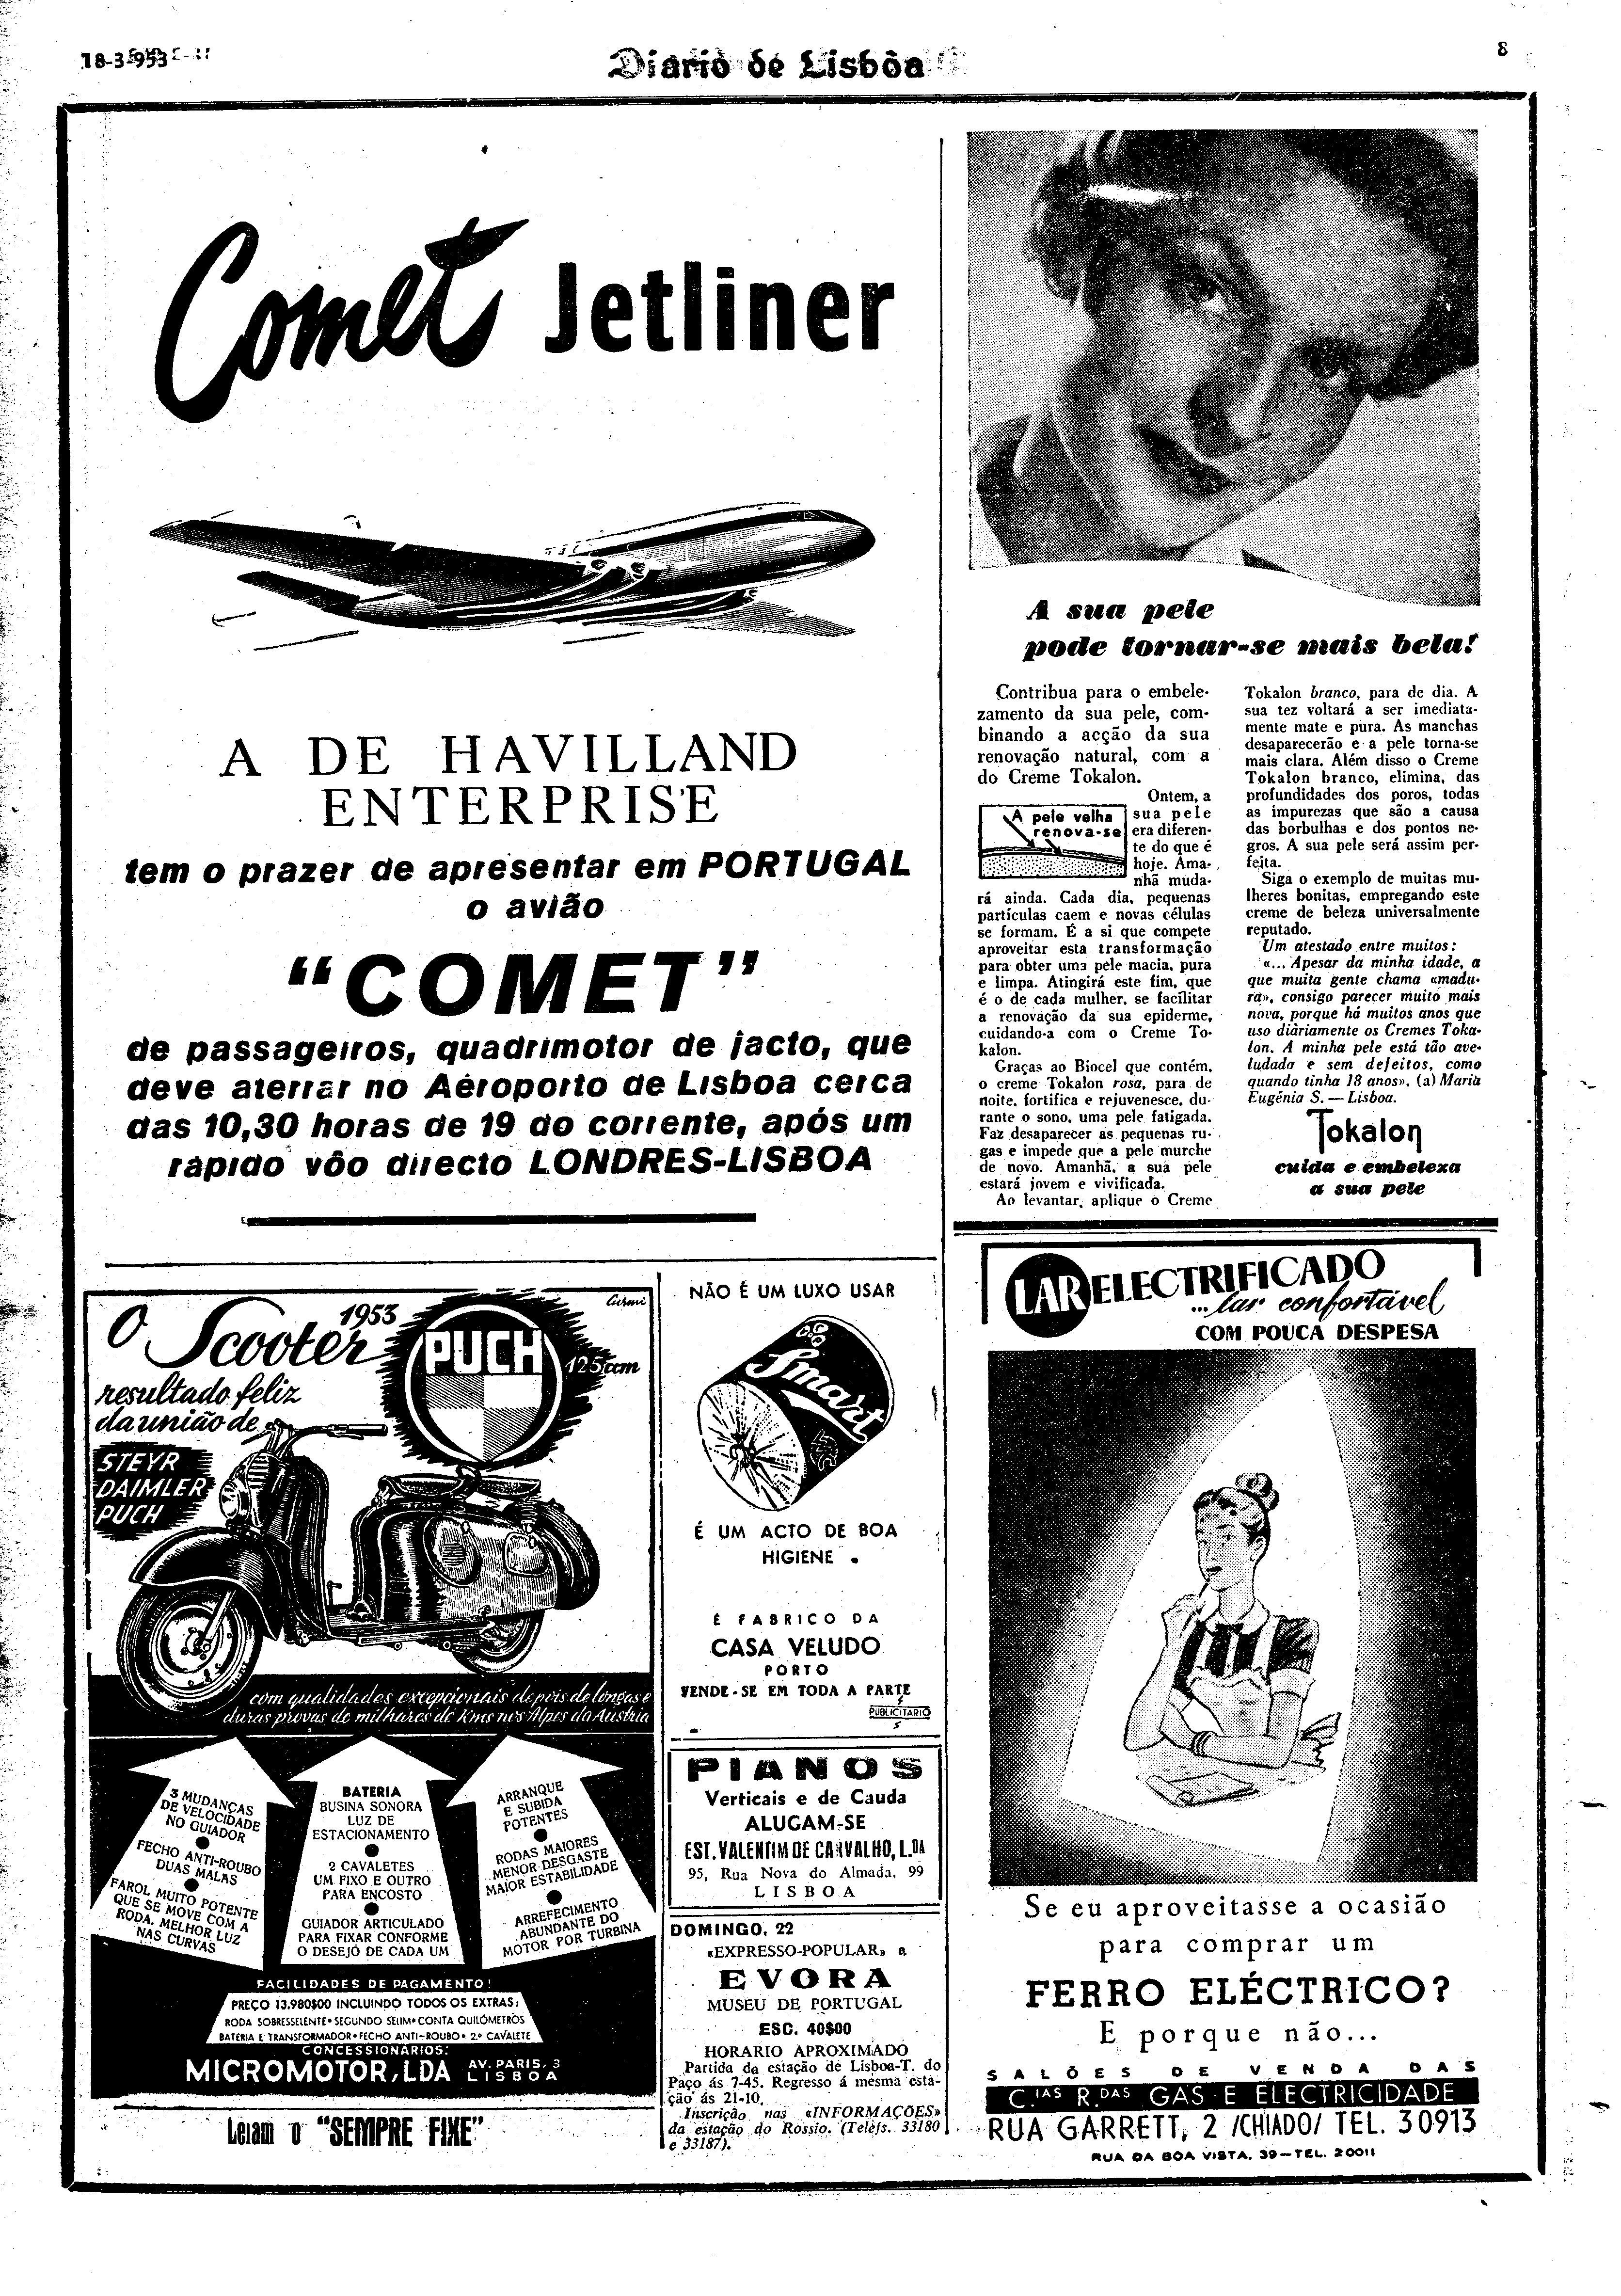 18-3-953
Diário de Lisbôa
8
Comet Jetliner
A DE HAVILLAND
ENTERPRISE
tem o prazer de apresentar em PORTUGAL
o avião
"COMET"
de passageiros, quadrimotor de jacto, que
deve aterrar no Aéroporto de Lisboa cerca
das 10,30 horas de 19 do corrente, após um
rápido vôo directo LONDRES-LISBOA
A sua pele
pode tornar-se mais bela!
Contribua para o embele-
zamento da sua pele, com-
binando a acção da sua
renovação natural, com a
do Creme Tokalon.
A pele velha
renova-se
Ontem, a
sua pele
era diferen-
te do que é
hoje. Ama-
nhã muda-
rá ainda. Cada dia, pequenas
partículas caem e novas células
se formam. É a si que compete
aproveitar esta transformação
para obter uma pele macia, pura
e limpa. Atingirá este fim, que
é o de cada mulher, se facilitar
a renovação da sua epiderme,
cuidando-a com o Creme To-
kalon.
Graças ao Biocel que contém,
o creme Tokalon rosa, para de
noite, fortifica e rejuvenesce, du-
rante o sono, uma pele fatigada.
Faz desaparecer as pequenas ru-
gas e impede que a pele murche
de novo. Amanhã, a sua pele
estará jovem e vivificada.
Ao levantar, aplique o Creme
Tokalon branco, para de dia. A
sua tez voltará a ser imediata-
mente mate e pura. As manchas
desaparecerão e a pele torna-se
mais clara. Além disso o Creme
Tokalon branco, elimina, das
profundidades dos poros, todas
as impurezas que são a causa
das borbulhas e dos pontos ne-
gros. A sua pele será assim per-
feita.
Siga o exemplo de muitas mu-
lheres bonitas, empregando este
creme de beleza universalmente
reputado.
Um atestado entre muitos:
«... Apesar da minha idade, a
que muita gente chama «madu-
ra», consigo parecer muito mais
nova, porque há muitos anos que
uso diàriamente os Cremes Toka-
lon. A minha pele está tão ave-
ludada e sem defeitos, como
quando tinha 18 anos». (a) Maria
Eugénia S. — Lisboa.
Tokalon
cuida e embeleza
a sua pele
O Scooter 1953
PUCH
125 ccm
resultado feliz
da união de
STEYR
DAIMLER
PUCH
com qualidades excepcionais depois de longas e
duras provas de milhares de Kms nos Alpes da Austria
3 MUDANÇAS
DE VELOCIDADE
NO GUIADOR
FECHO ANTI-ROUBO
DUAS MALAS
FAROL MUITO POTENTE
QUE SE MOVE COM A
RODA. MELHOR LUZ
NAS CURVAS
BATERIA
BUSINA SONORA
LUZ DE
ESTACIONAMENTO
2 CAVALETES
UM FIXO E OUTRO
PARA ENCOSTO
GUIADOR ARTICULADO
PARA FIXAR CONFORME
O DESEJO DE CADA UM
ARRANQUE
E SUBIDA
POTENTES
RODAS MAIORES
MENOR DESGASTE
MAIOR ESTABILIDADE
ARREFECIMENTO
ABUNDANTE DO
MOTOR POR TURBINA
FACILIDADES DE PAGAMENTO!
PREÇO 13.980$00 INCLUINDO TODOS OS EXTRAS:
RODA SOBRESSELENTE • SEGUNDO SELIM • CONTA QUILÓMETROS
BATERIA E TRANSFORMADOR • FECHO ANTI-ROUBO • 2.º CAVALETE
CONCESSIONÁRIOS:
MICROMOTOR, LDA AV. PARIS, 3
LISBOA
Leiam o "SEMPRE FIXE"
NÃO É UM LUXO USAR
Smart
É UM ACTO DE BOA
HIGIENE
É FABRICO DA
CASA VELUDO
PORTO
VENDE-SE EM TODA A PARTE
PUBLICITÁRIO
PIANOS
Verticais e de Cauda
ALUGAM-SE
EST. VALENTIM DE CARVALHO, L.DA
95, Rua Nova do Almada, 99
LISBOA
DOMINGO, 22
«EXPRESSO-POPULAR» a
EVORA
MUSEU DE PORTUGAL
ESC. 40$00
HORARIO APROXIMADO
Partida da estação de Lisboa-T. do
Paço ás 7-45. Regresso á mesma esta-
ção ás 21-10.
Inscrição nas «INFORMAÇOES»
da estação do Rossio. (Telefs. 33180
e 33187).
LAR ELECTRIFICADO
...lar confortável
COM POUCA DESPESA
Se eu aproveitasse a ocasião
para comprar um
FERRO ELÉCTRICO?
E porque não...
SALÕES DE VENDA DAS
C.IAS R.DAS GAS E ELECTRICIDADE
RUA GARRETT, 2 /CHIADO/ TEL. 30913
RUA DA BOA VISTA, 39—TEL. 20011